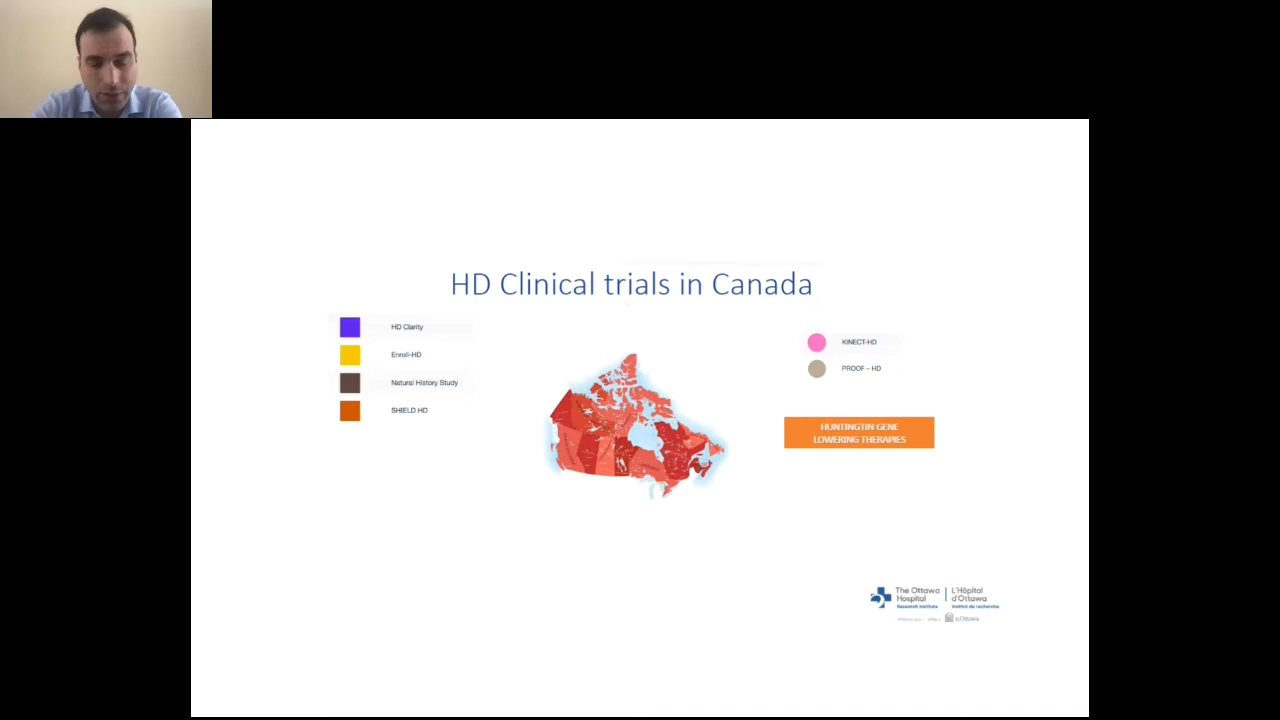 HD Clinical trials in Canada
HD Clarity
Enroll-HD
Natural History Study
SHIELD HD
KINECT-HD
PROOF - HD
HUNTINGTIN GENE
LOWERING THERAPIES
The Ottawa
Hospital
Research Institute
L'Hôpital
d'Ottawa
Institut de recherche
uOttawa